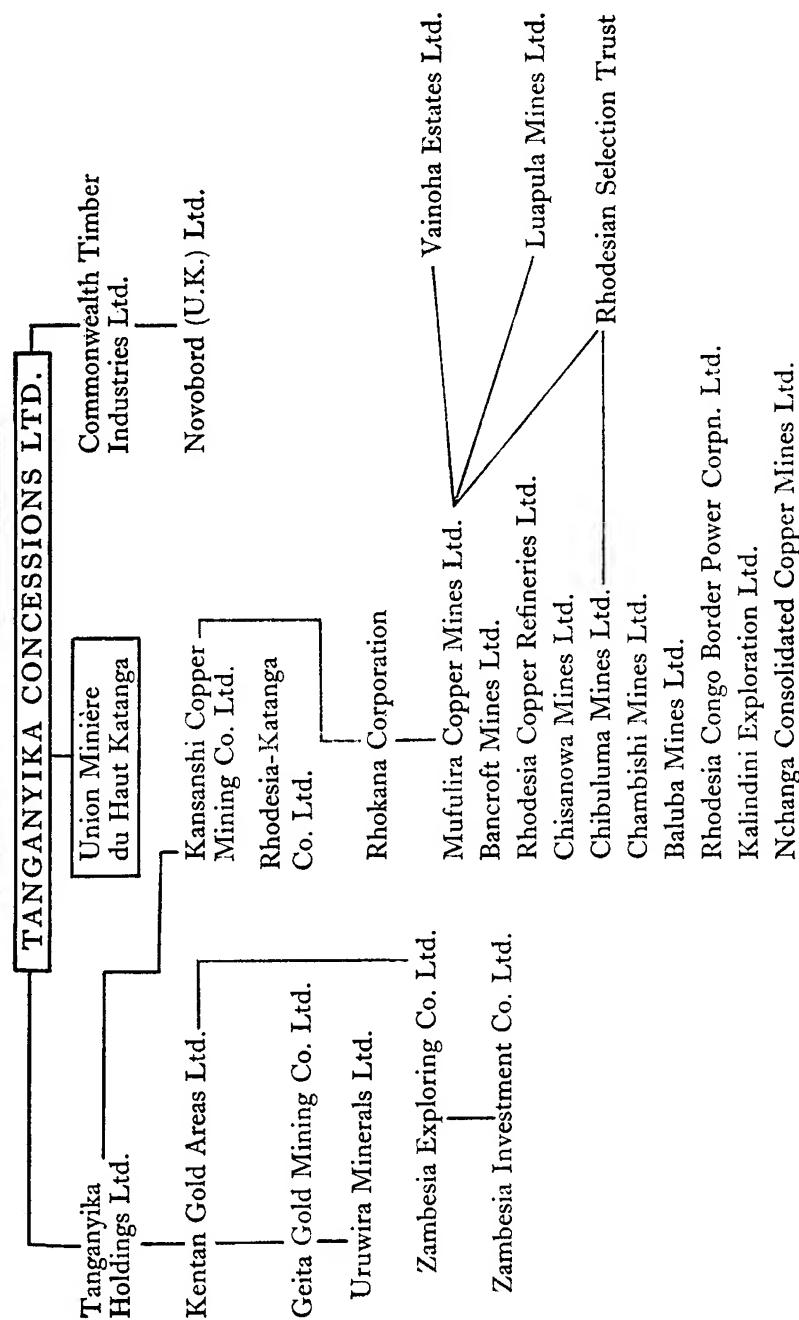 TANGANYIKA CONCESSIONS LTD.
Tanganyika
Holdings Ltd.
Union Minière
du Haut Katanga
Commonwealth Timber
Industries Ltd.
Kentan Gold Areas Ltd.
Kansanshi Copper
Mining Co. Ltd.
Rhodesia-Katanga
Co. Ltd.
Novobord (U.K.) Ltd.
Geita Gold Mining Co. Ltd.
Uruwira Minerals Ltd.
Rhokana Corporation
Zambesia Exploring Co. Ltd.
Zambesia Investment Co. Ltd.
Mufulira Copper Mines Ltd.
Bancroft Mines Ltd.
Rhodesia Copper Refineries Ltd.
Chisanowa Mines Ltd.
Chibuluma Mines Ltd.
Chambishi Mines Ltd.
Baluba Mines Ltd.
Rhodesia Congo Border Power Corpn. Ltd.
Kalindini Exploration Ltd.
Nchanga Consolidated Copper Mines Ltd.
Vainoha Estates Ltd.
Luapula Mines Ltd.
Rhodesian Selection Trust